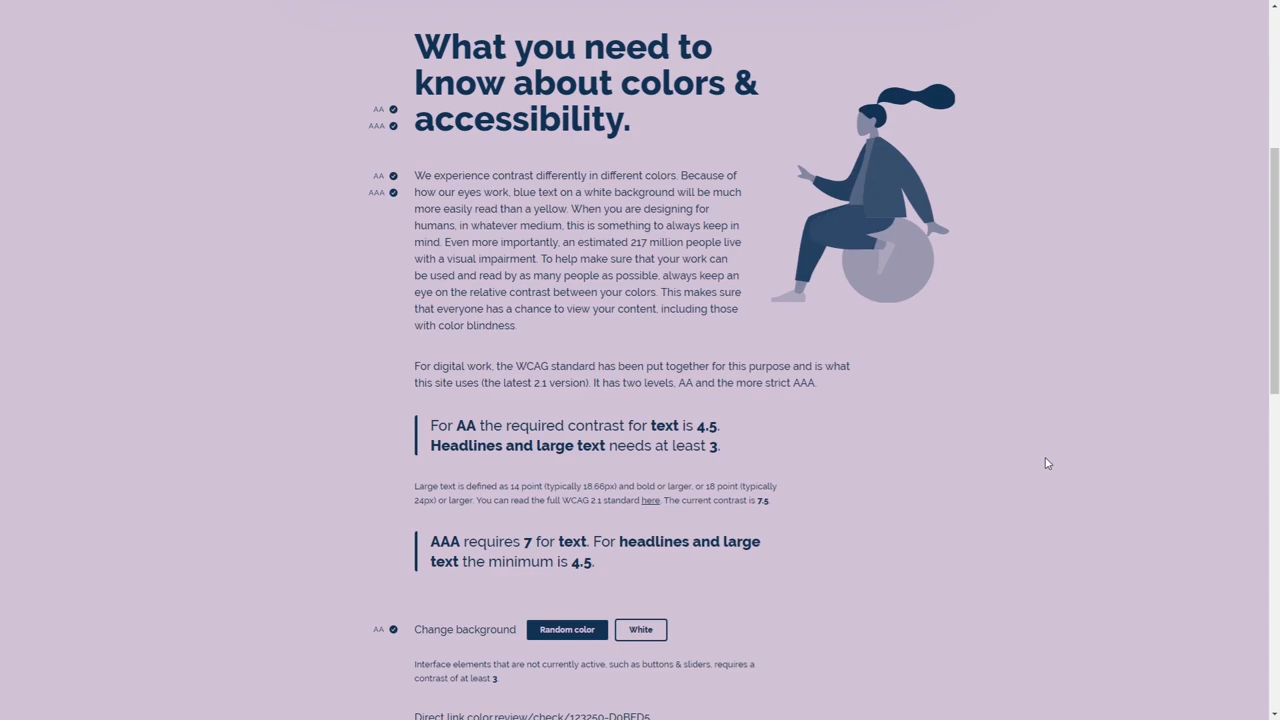 What you need to
know about colors &
AA
AAA
accessibility.
AA
AAA
We experience contrast differently in different colors. Because of
how our eyes work, blue text on a white background will be much
more easily read than a yellow. When you are designing for
humans, in whatever medium, this is something to always keep in
mind. Even more importantly, an estimated 217 million people live
with a visual impairment. To help make sure that your work can
be used and read by as many people as possible, always keep an
eye on the relative contrast between your colors. This makes sure
that everyone has a chance to view your content, including those
with color blindness.
For digital work, the WCAG standard has been put together for this purpose and is what
this site uses (the latest 2.1 version). It has two levels, AA and the more strict AAA.
For AA the required contrast for text is 4.5.
Headlines and large text needs at least 3.
Large text is defined as 14 point (typically 18.66px) and bold or larger, or 18 point (typically
24px) or larger. You can read the full WCAG 2.1 standard here. The current contrast is 7.5.
AAA requires 7 for text. For headlines and large
text the minimum is 4.5.
AA
Change background Random color White
Interface elements that are not currently active, such as buttons & sliders, requires a
contrast of at least 3.
Direct link color.review/check/123250-D0BED5